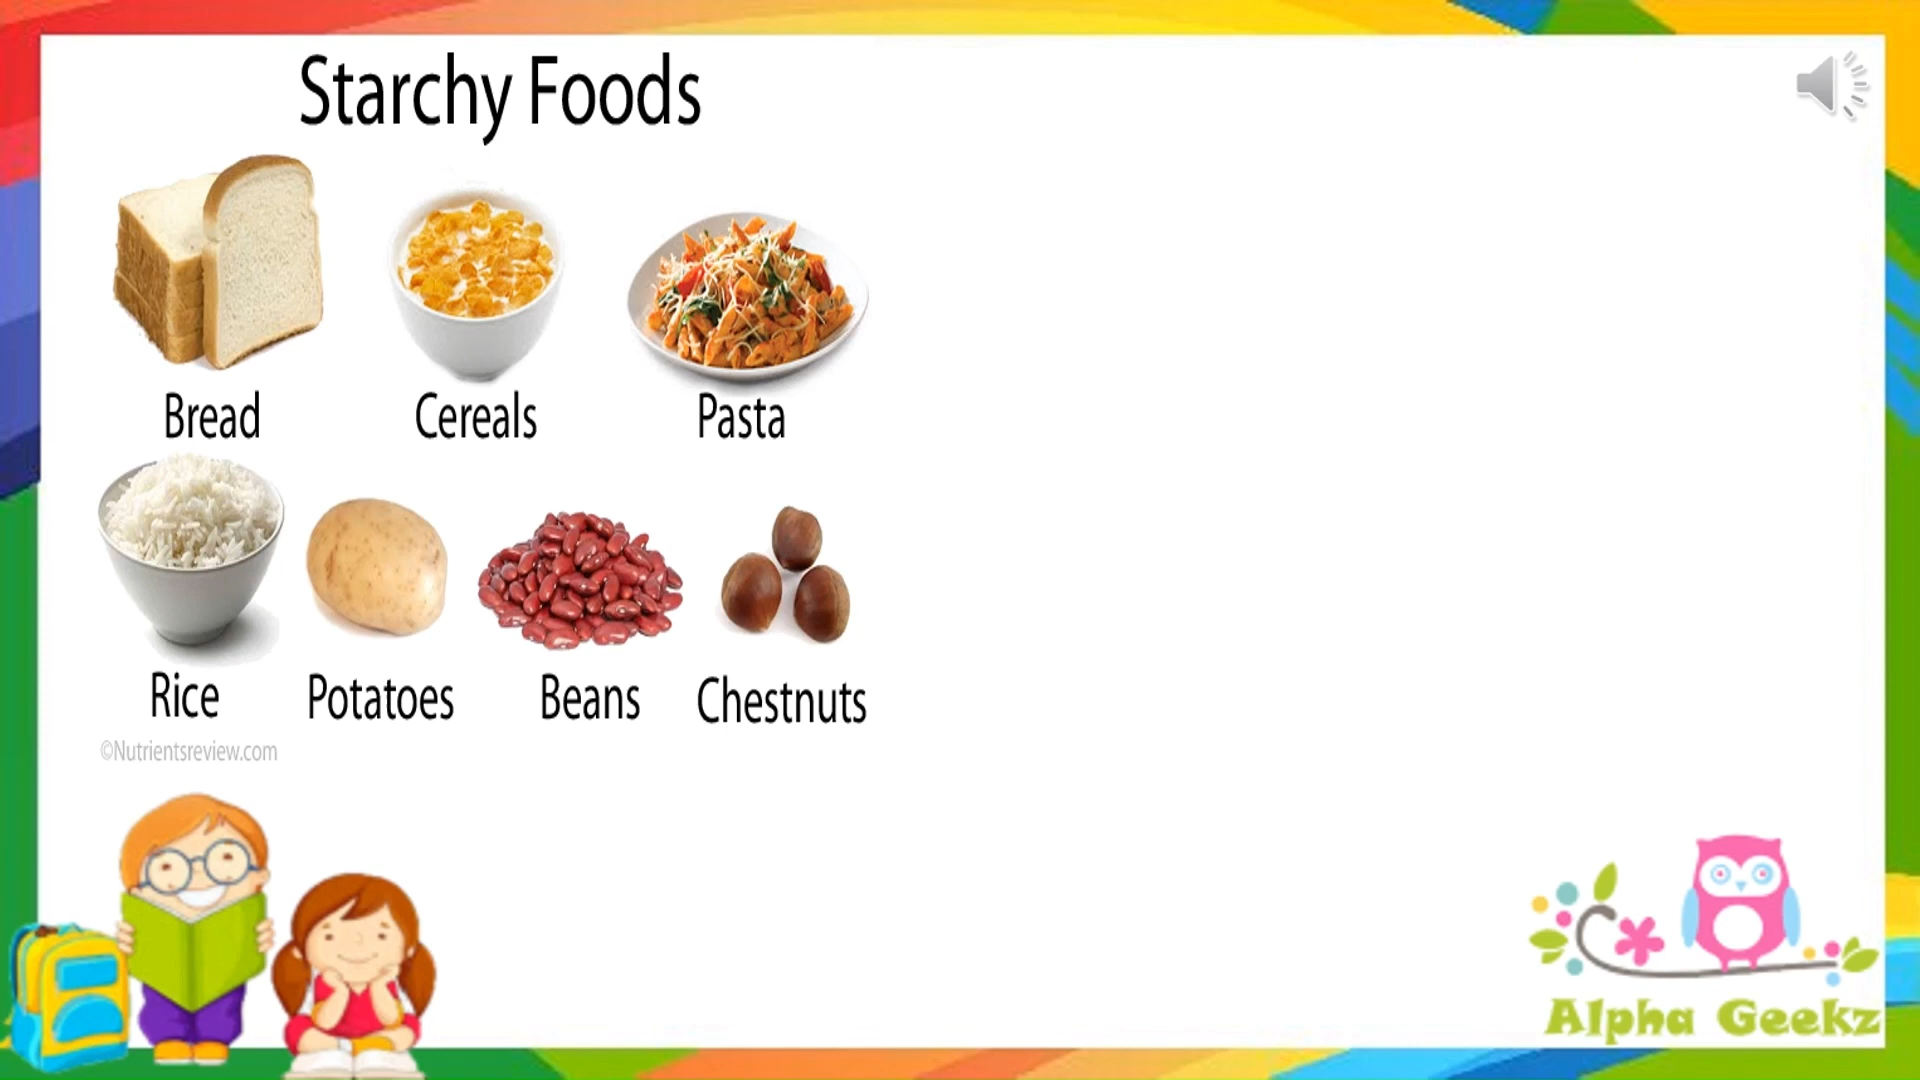 Starchy Foods
Bread Cereals Pasta
Rice Potatoes Beans Chestnuts
©Nutrientsreview.com
Alpha Geekz